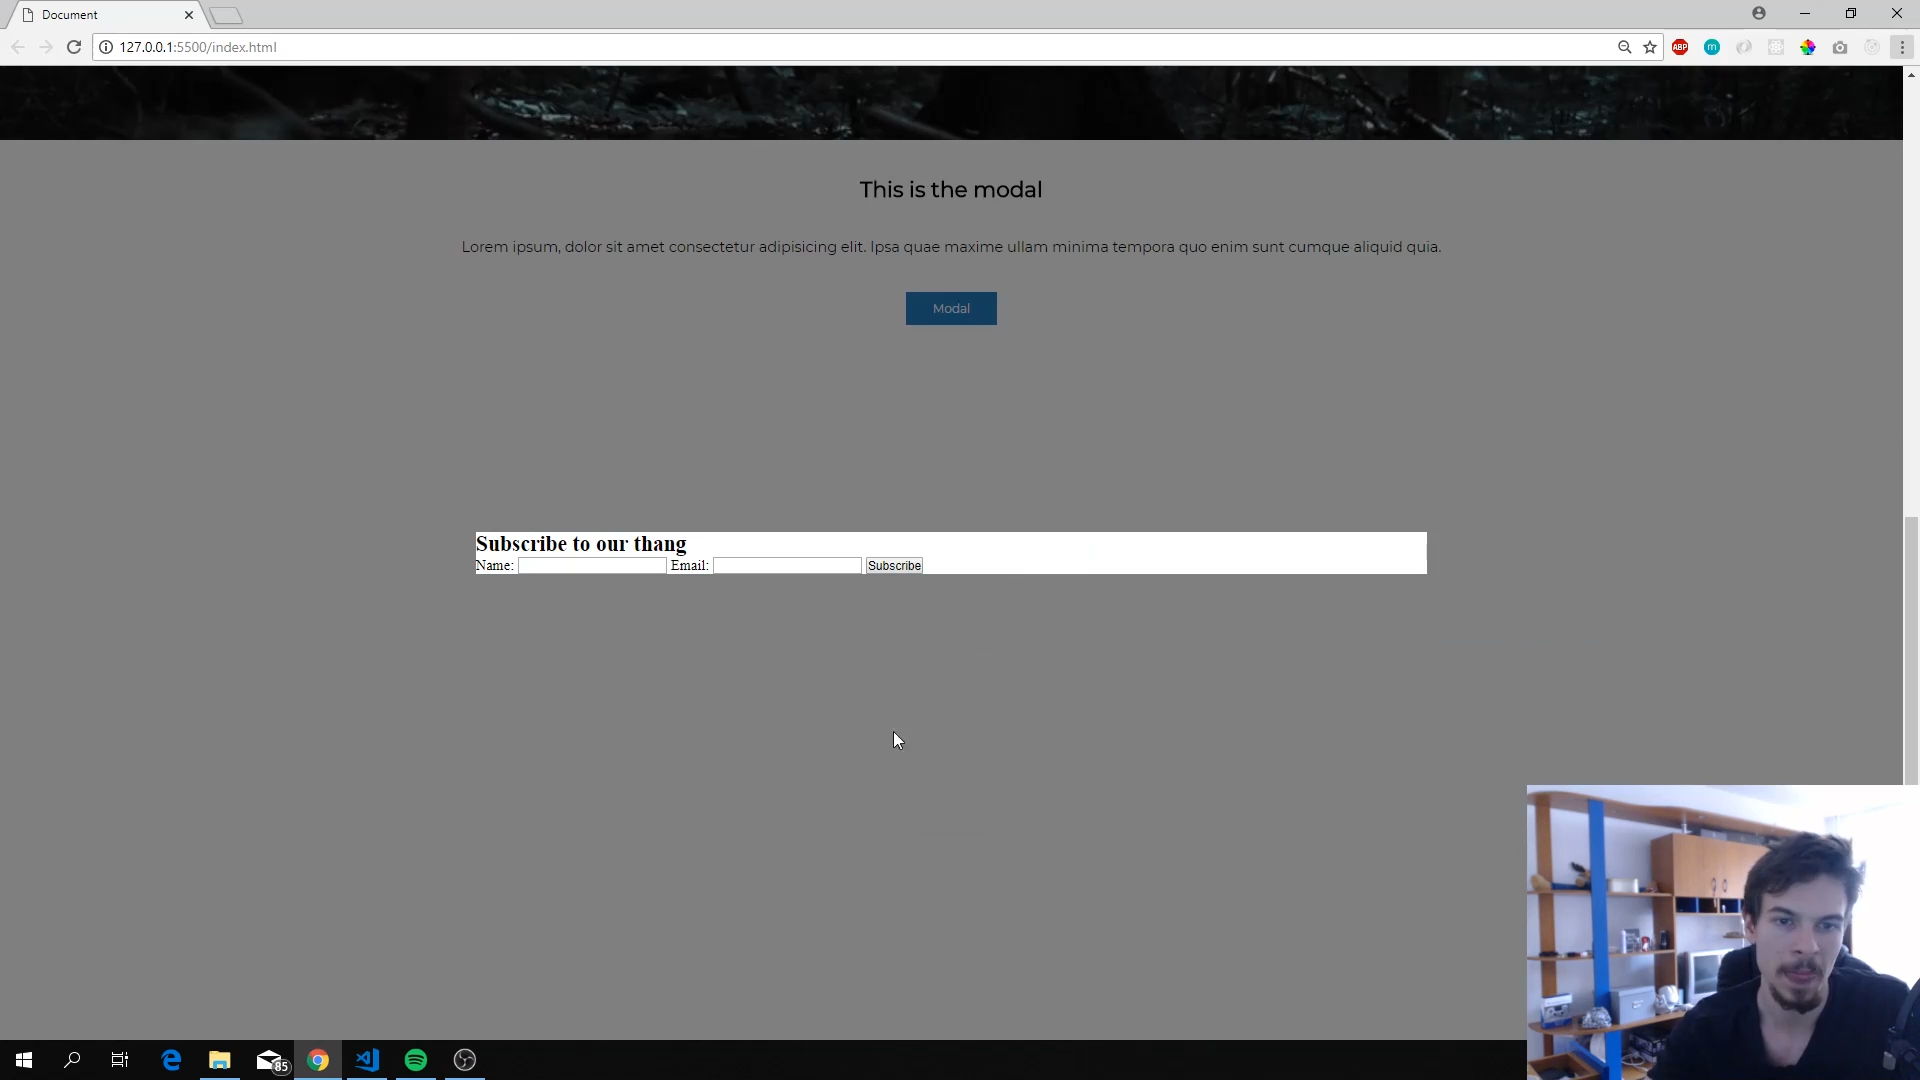 Document
127.0.0.1:5500/index.html
ABP
m
This is the modal
Lorem ipsum, dolor sit amet consectetur adipisicing elit. Ipsa quae maxime ullam minima tempora quo enim sunt cumque aliquid quia.
Modal
Subscribe to our thang
Name: Email: Subscribe
85